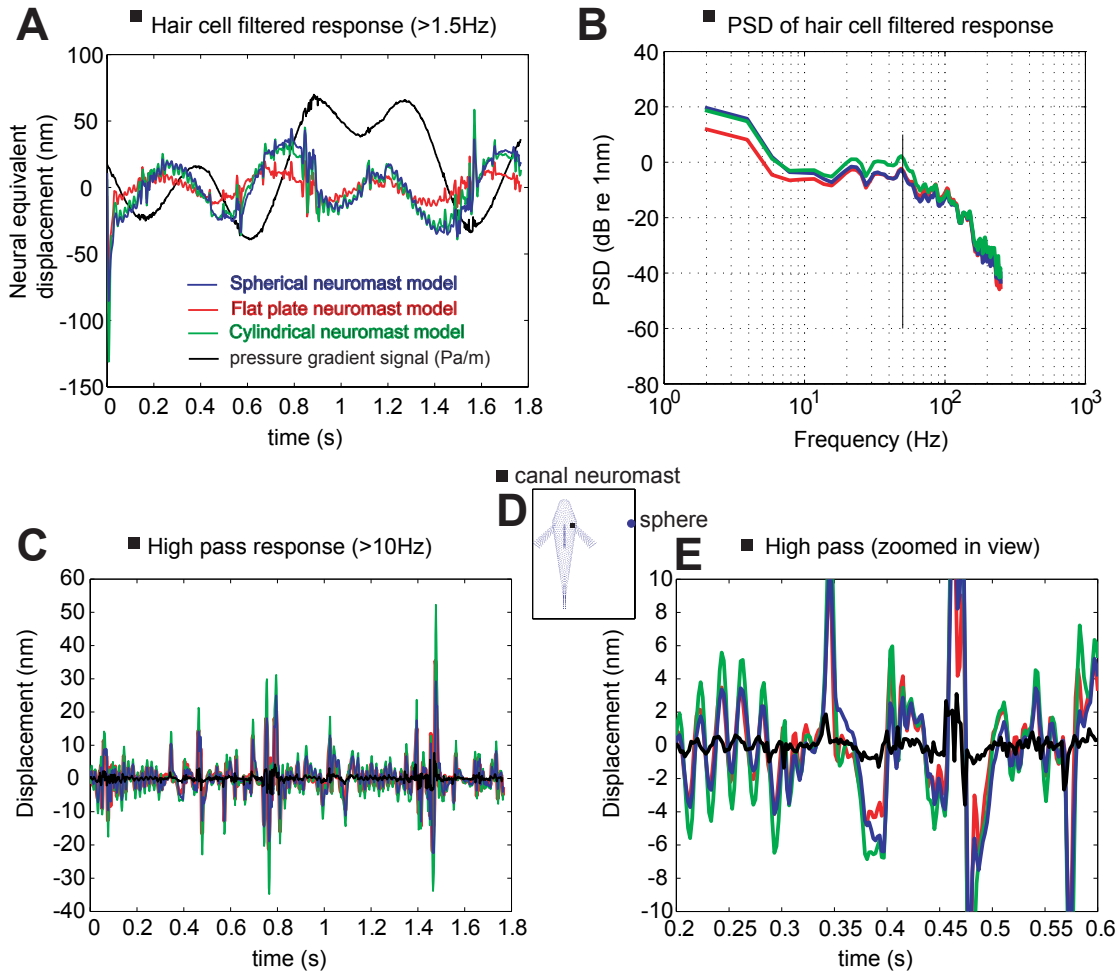 A
■ Hair cell filtered response (>1.5Hz)
100
50
0
-50
-100
-150
Neural equivalent
displacement (nm)
Spherical neuromast model
Flat plate neuromast model
Cylindrical neuromast model
pressure gradient signal (Pa/m)
0 0.2 0.4 0.6 0.8 1 1.2 1.4 1.6 1.8
time (s)
B
■ PSD of hair cell filtered response
40
20
0
-20
-40
-60
-80
PSD (dB re 1nm)
10^0 10^1 10^2 10^3
Frequency (Hz)
■ canal neuromast
D
sphere
C
■ High pass response (>10Hz)
60
50
40
30
20
10
0
-10
-20
-30
-40
Displacement (nm)
0 0.2 0.4 0.6 0.8 1 1.2 1.4 1.6 1.8
time (s)
E
■ High pass (zoomed in view)
10
8
6
4
2
0
-2
-4
-6
-8
-10
Displacement (nm)
0.2 0.25 0.3 0.35 0.4 0.45 0.5 0.55 0.6
time (s)